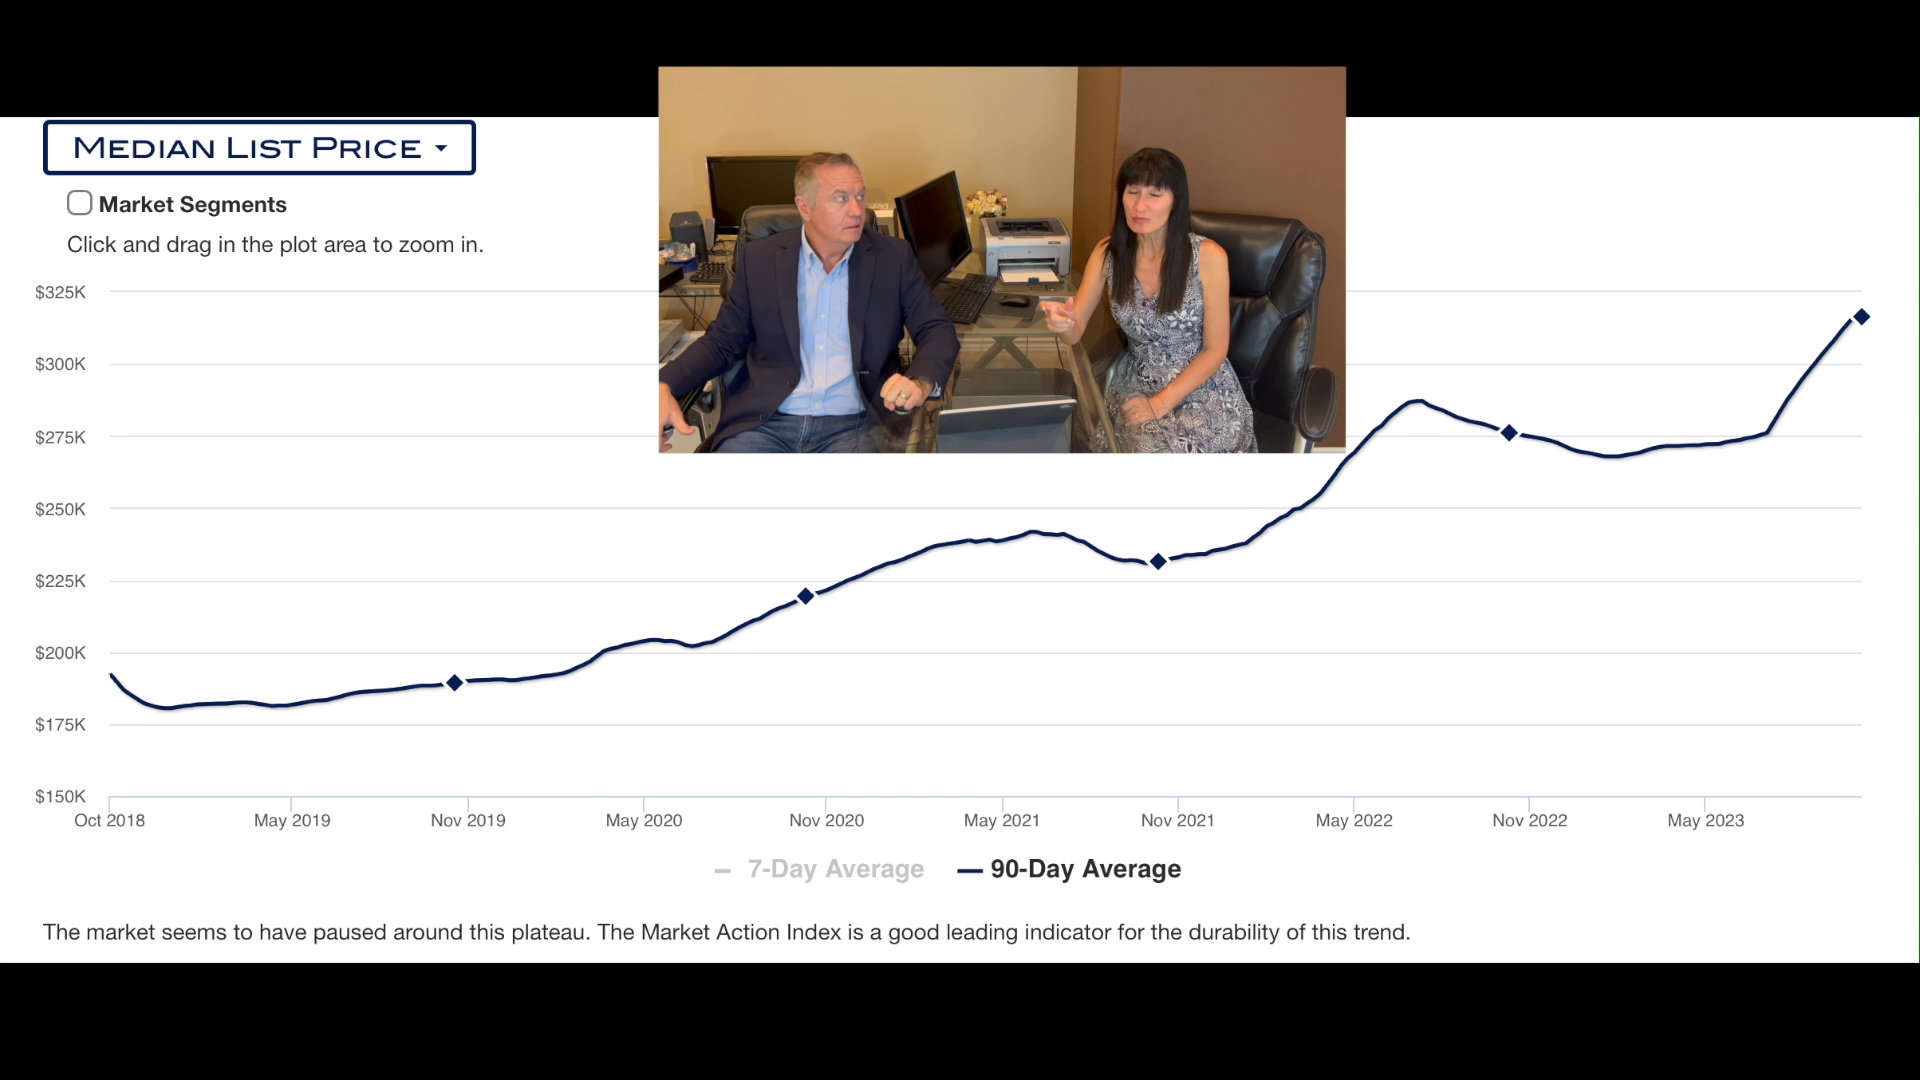 MEDIAN LIST PRICE
Market Segments
Click and drag in the plot area to zoom in.
$325K
$300K
$275K
$250K
$225K
$200K
$175K
$150K
Oct 2018 May 2019 Nov 2019 May 2020 Nov 2020 May 2021 Nov 2021 May 2022 Nov 2022 May 2023
7-Day Average 90-Day Average
The market seems to have paused around this plateau. The Market Action Index is a good leading indicator for the durability of this trend.